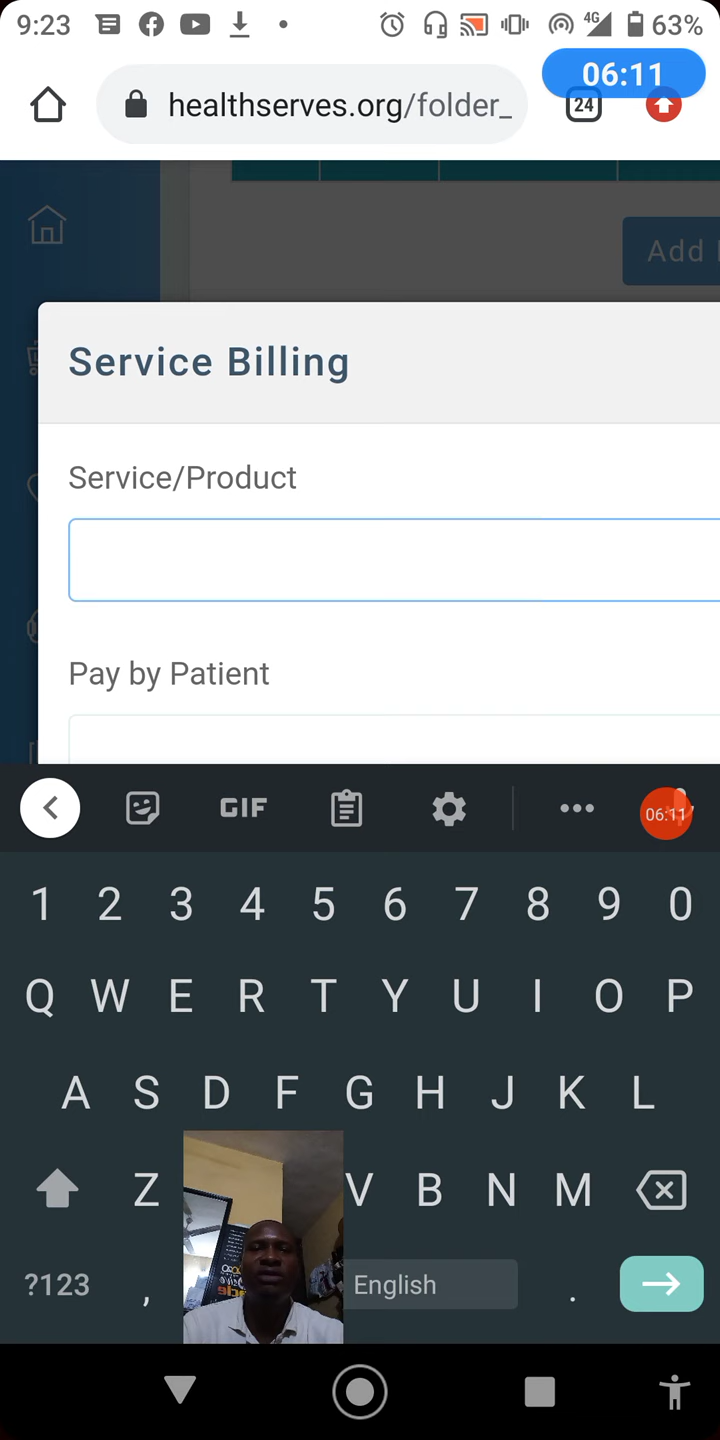 9:23
4G
63%
06:11
healthserves.org/folder_
24
Add
Service Billing
Service/Product
Pay by Patient
GIF
06:11
1 2 3 4 5 6 7 8 9 0
Q W E R T Y U I O P
A S D F G H J K L
Z V B N M
?123 , English .